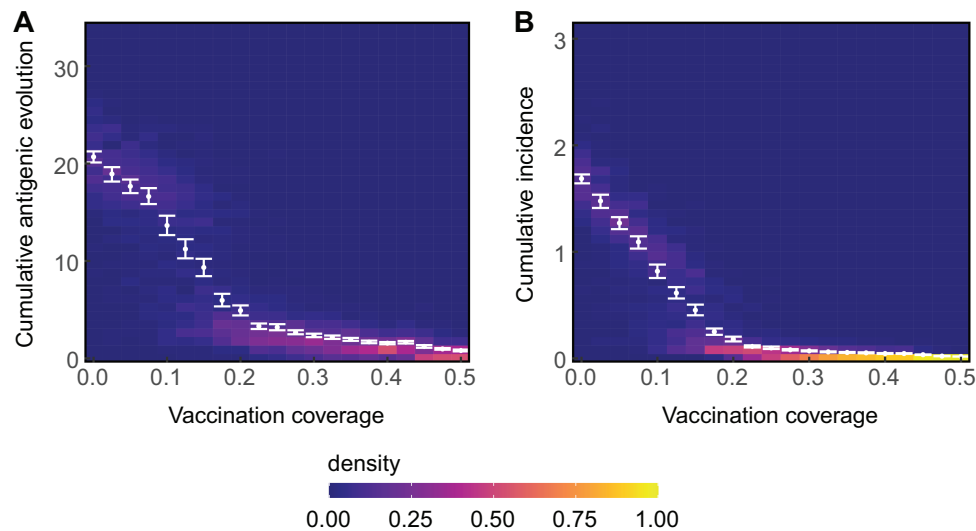 A
Cumulative antigenic evolution
30
20
10
0
0.0 0.1 0.2 0.3 0.4 0.5
Vaccination coverage
B
Cumulative incidence
3
2
1
0
0.0 0.1 0.2 0.3 0.4 0.5
Vaccination coverage
density
0.00 0.25 0.50 0.75 1.00